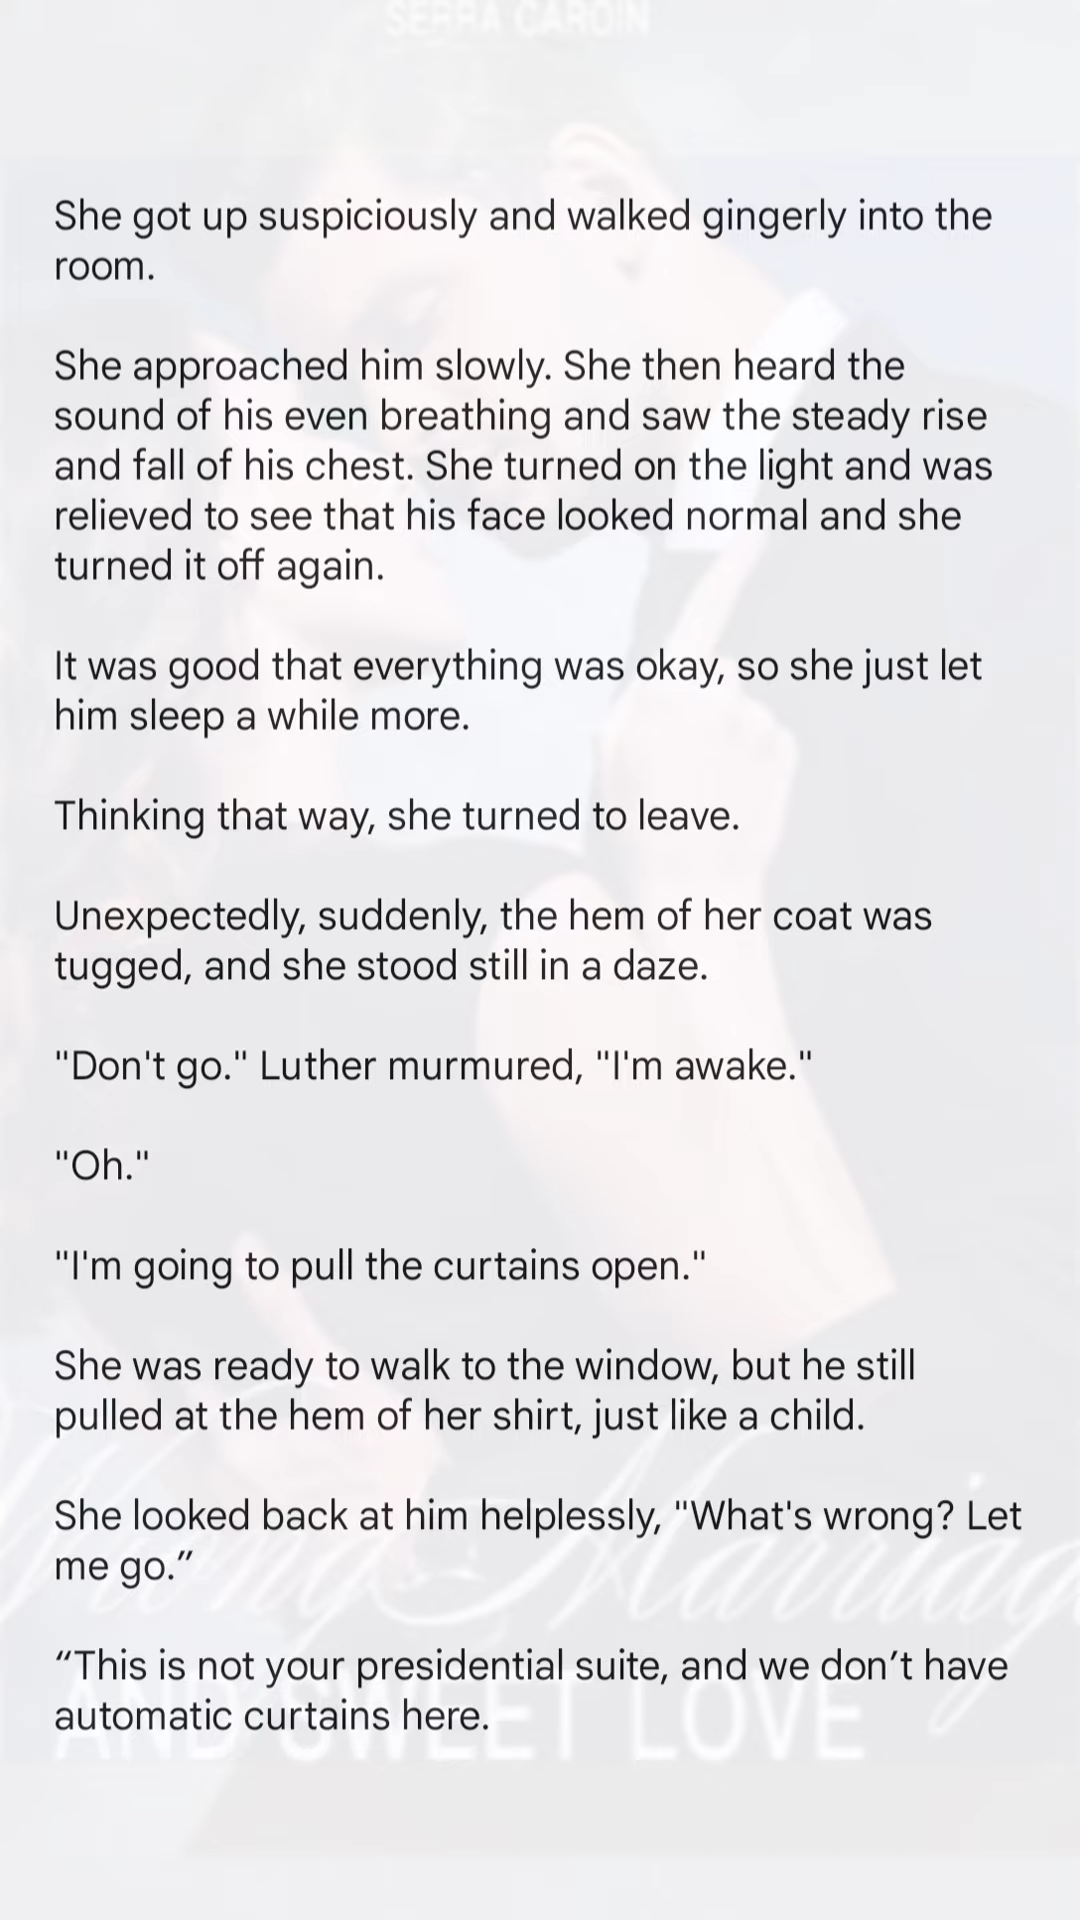 SERRA CARDIN
She got up suspiciously and walked gingerly into the
room.
She approached him slowly. She then heard the
sound of his even breathing and saw the steady rise
and fall of his chest. She turned on the light and was
relieved to see that his face looked normal and she
turned it off again.
It was good that everything was okay, so she just let
him sleep a while more.
Thinking that way, she turned to leave.
Unexpectedly, suddenly, the hem of her coat was
tugged, and she stood still in a daze.
"Don't go." Luther murmured, "I'm awake."
"Oh."
"I'm going to pull the curtains open."
She was ready to walk to the window, but he still
pulled at the hem of her shirt, just like a child.
She looked back at him helplessly, "What's wrong? Let
me go.”
“This is not your presidential suite, and we don’t have
automatic curtains here.
AND SWEET LOVE